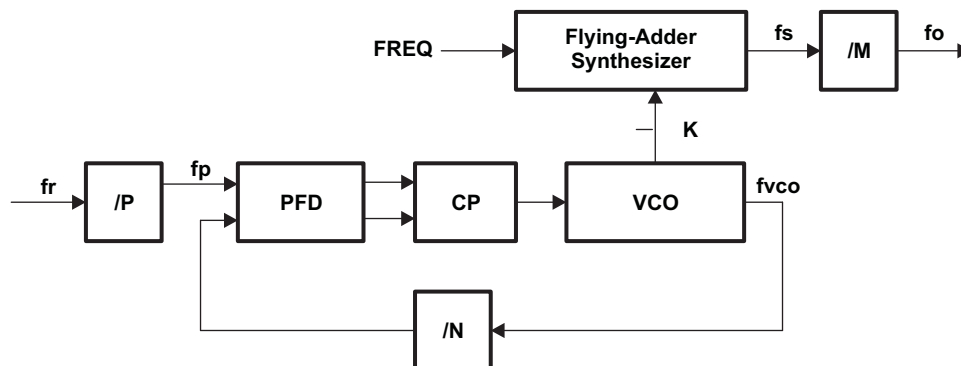 FREQ
Flying-Adder
Synthesizer
fs
/M
fo
K
fr
/P
fp
PFD
CP
VCO
fvco
/N